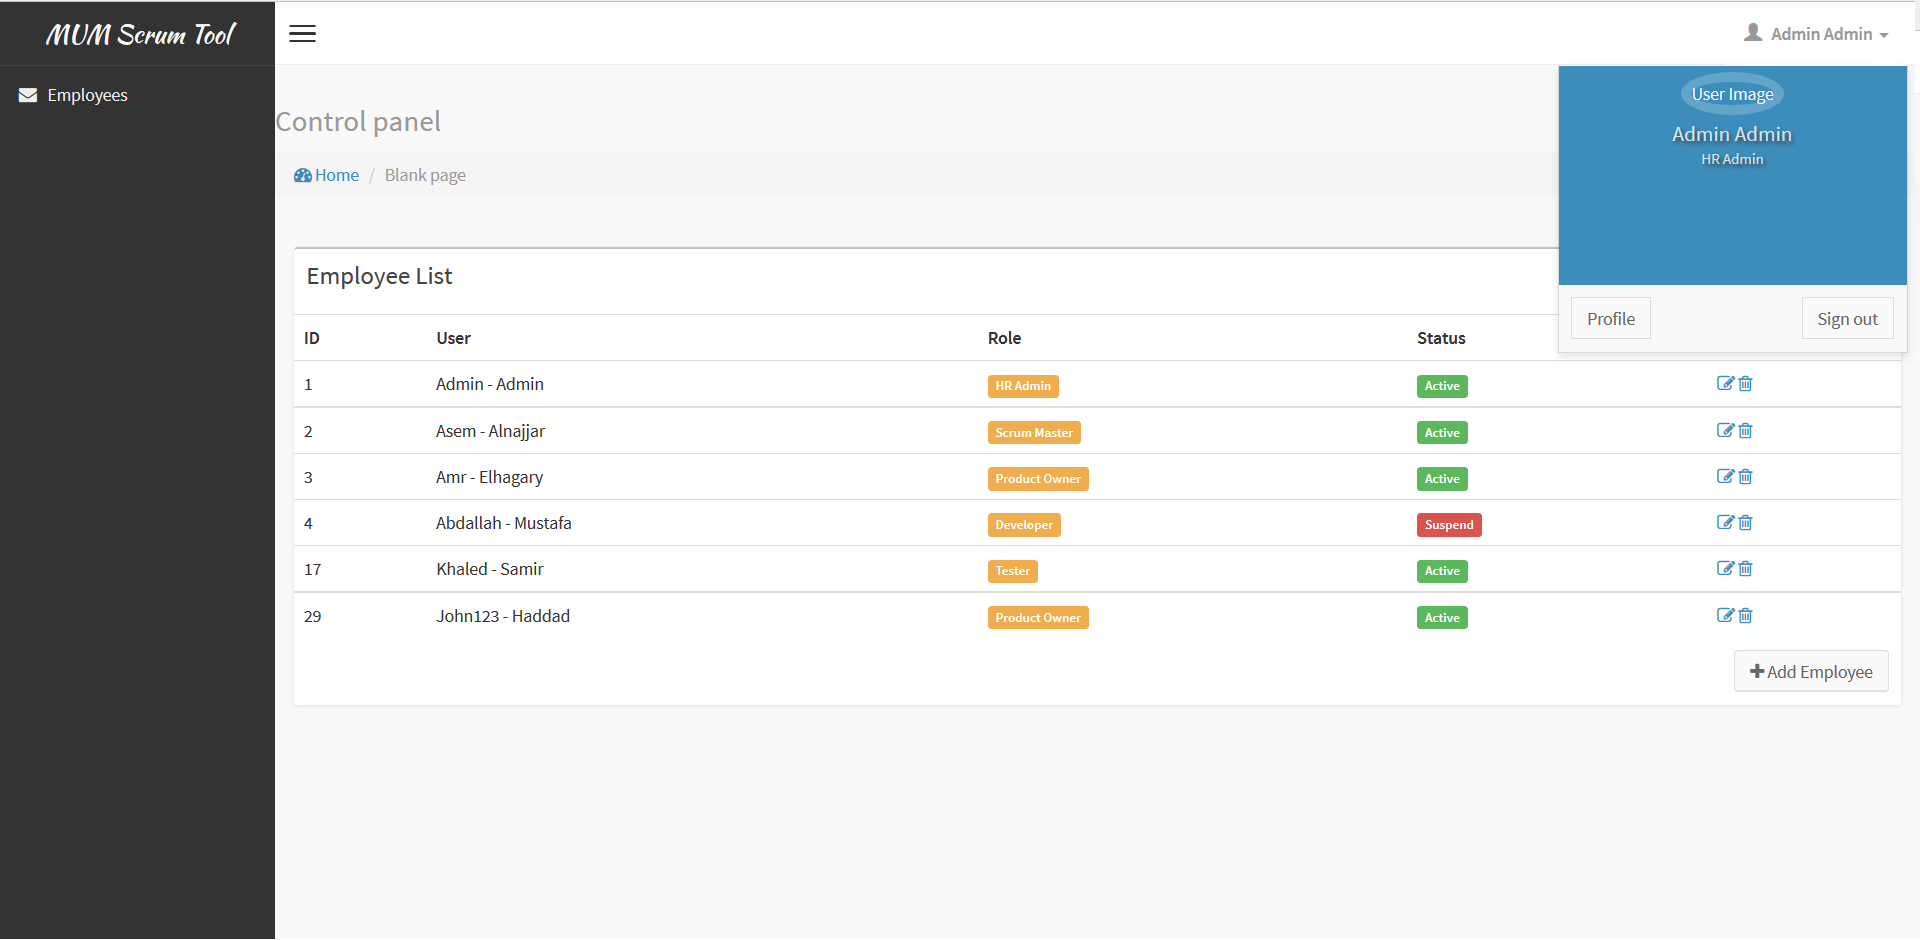 MUM Scrum Tool
Admin Admin
Employees
User Image
Admin Admin
HR Admin
Control panel
Home / Blank page
Profile
Sign out
Employee List
ID User Role Status
1 Admin - Admin HR Admin Active
2 Asem - Alnajjar Scrum Master Active
3 Amr - Elhagary Product Owner Active
4 Abdallah - Mustafa Developer Suspend
17 Khaled - Samir Tester Active
29 John123 - Haddad Product Owner Active
Add Employee